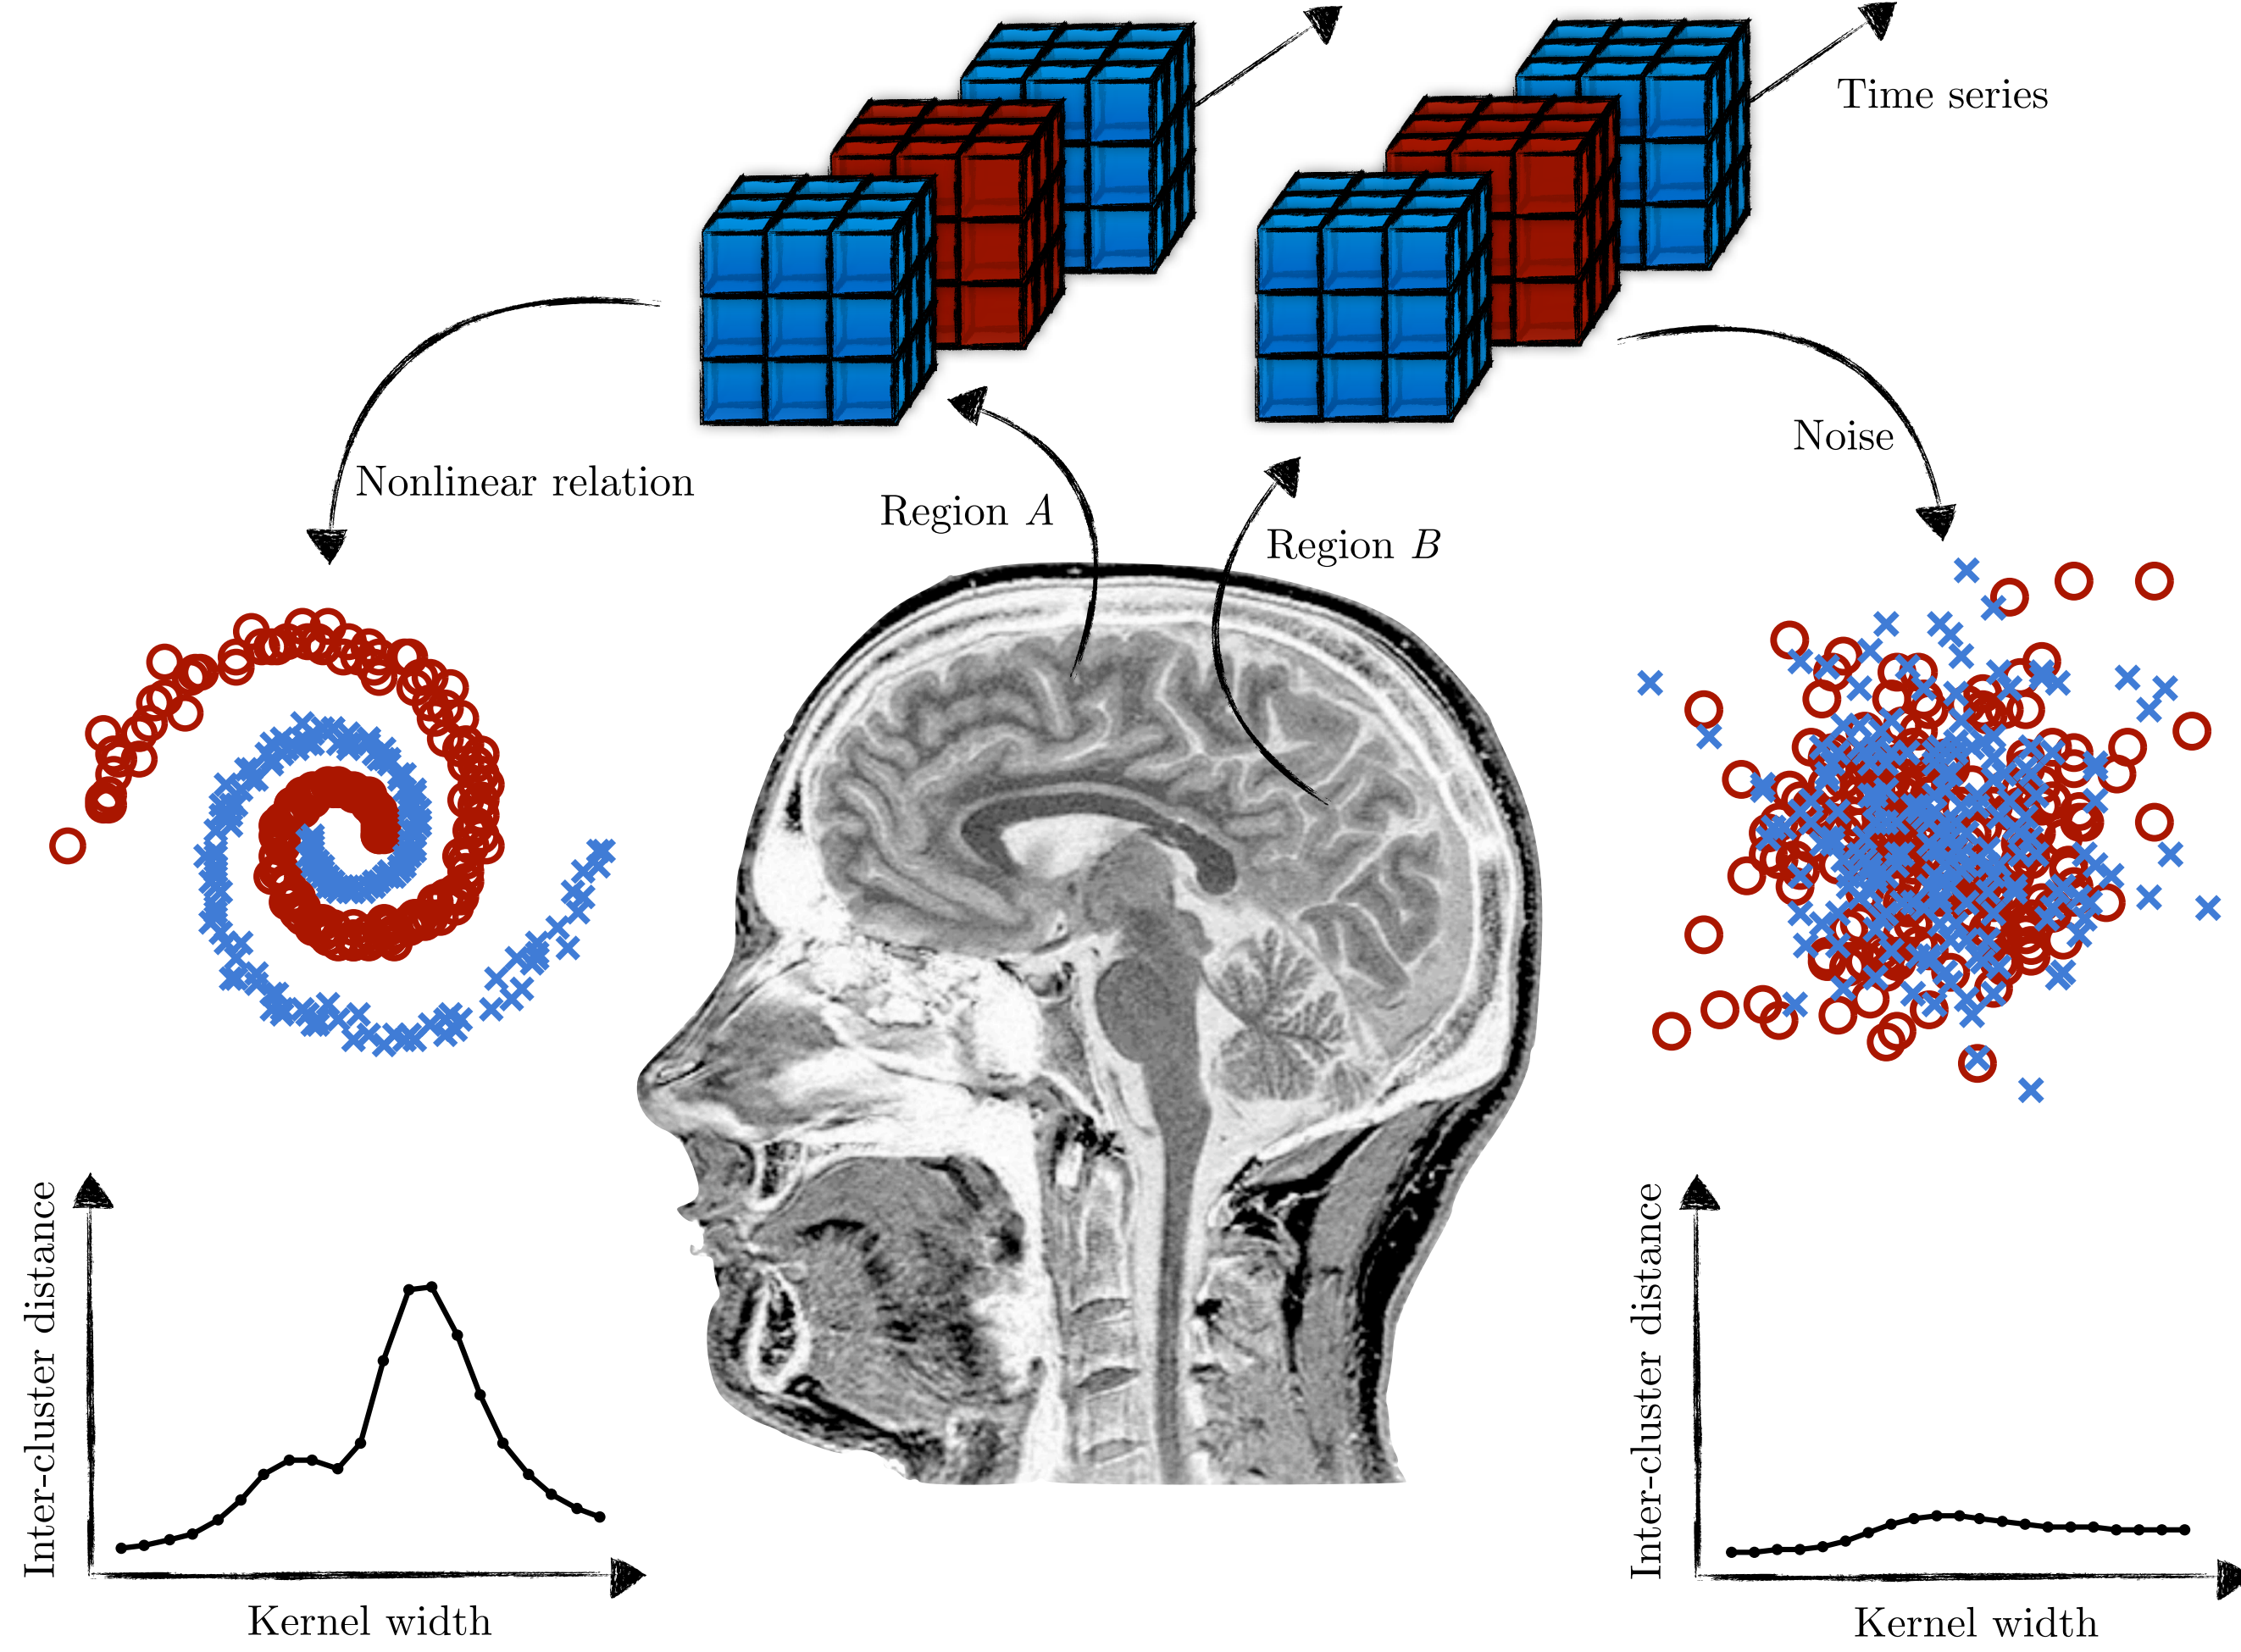 Time series
Noise
Nonlinear relation
Region A
Region B
Inter-cluster distance
Kernel width
Inter-cluster distance
Kernel width